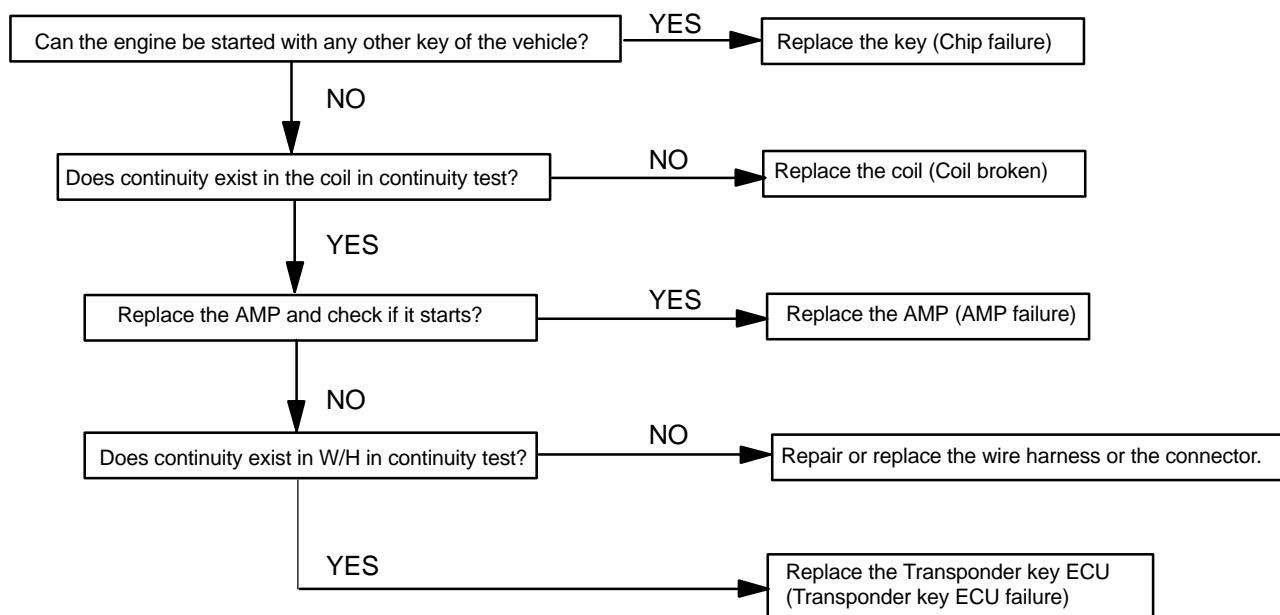 Can the engine be started with any other key of the vehicle?
YES
Replace the key (Chip failure)
NO
Does continuity exist in the coil in continuity test?
NO
Replace the coil (Coil broken)
YES
Replace the AMP and check if it starts?
YES
Replace the AMP (AMP failure)
NO
Does continuity exist in W/H in continuity test?
NO
Repair or replace the wire harness or the connector.
YES
Replace the Transponder key ECU
(Transponder key ECU failure)